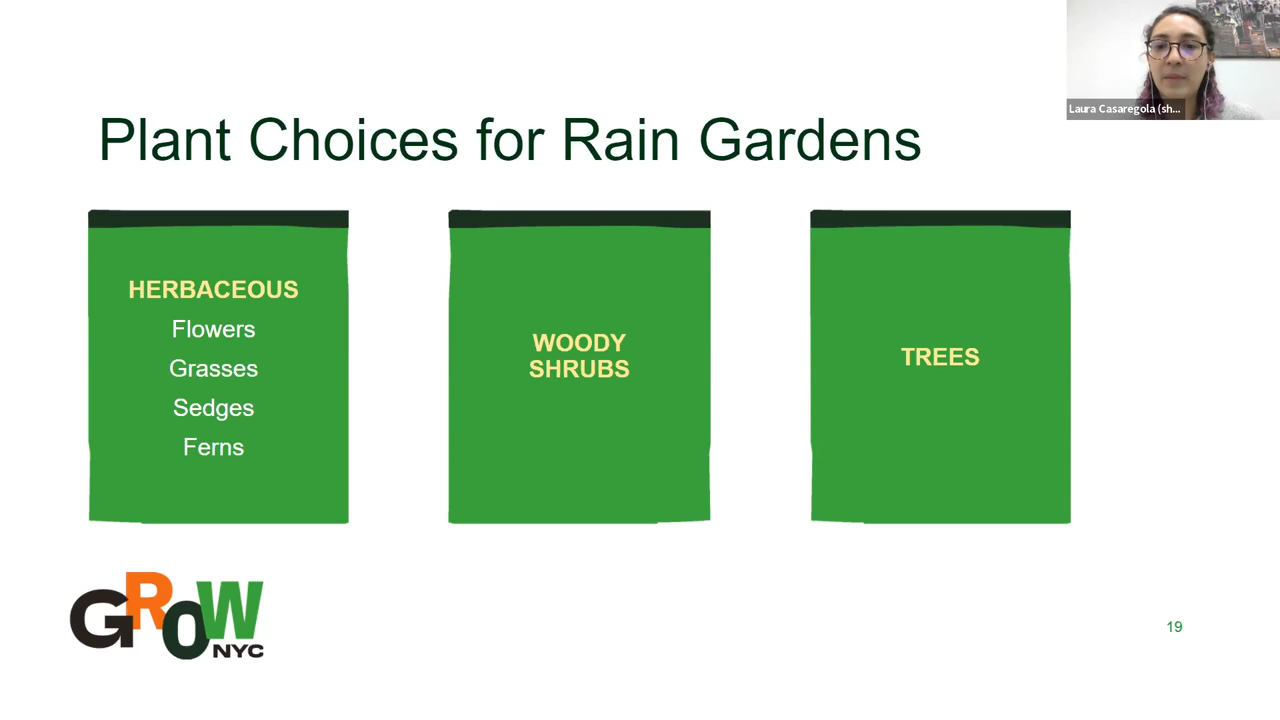 Laura Casaregola (sh...
Plant Choices for Rain Gardens
HERBACEOUS
Flowers
Grasses
Sedges
Ferns
WOODY
SHRUBS
TREES
GROW
NYC
19